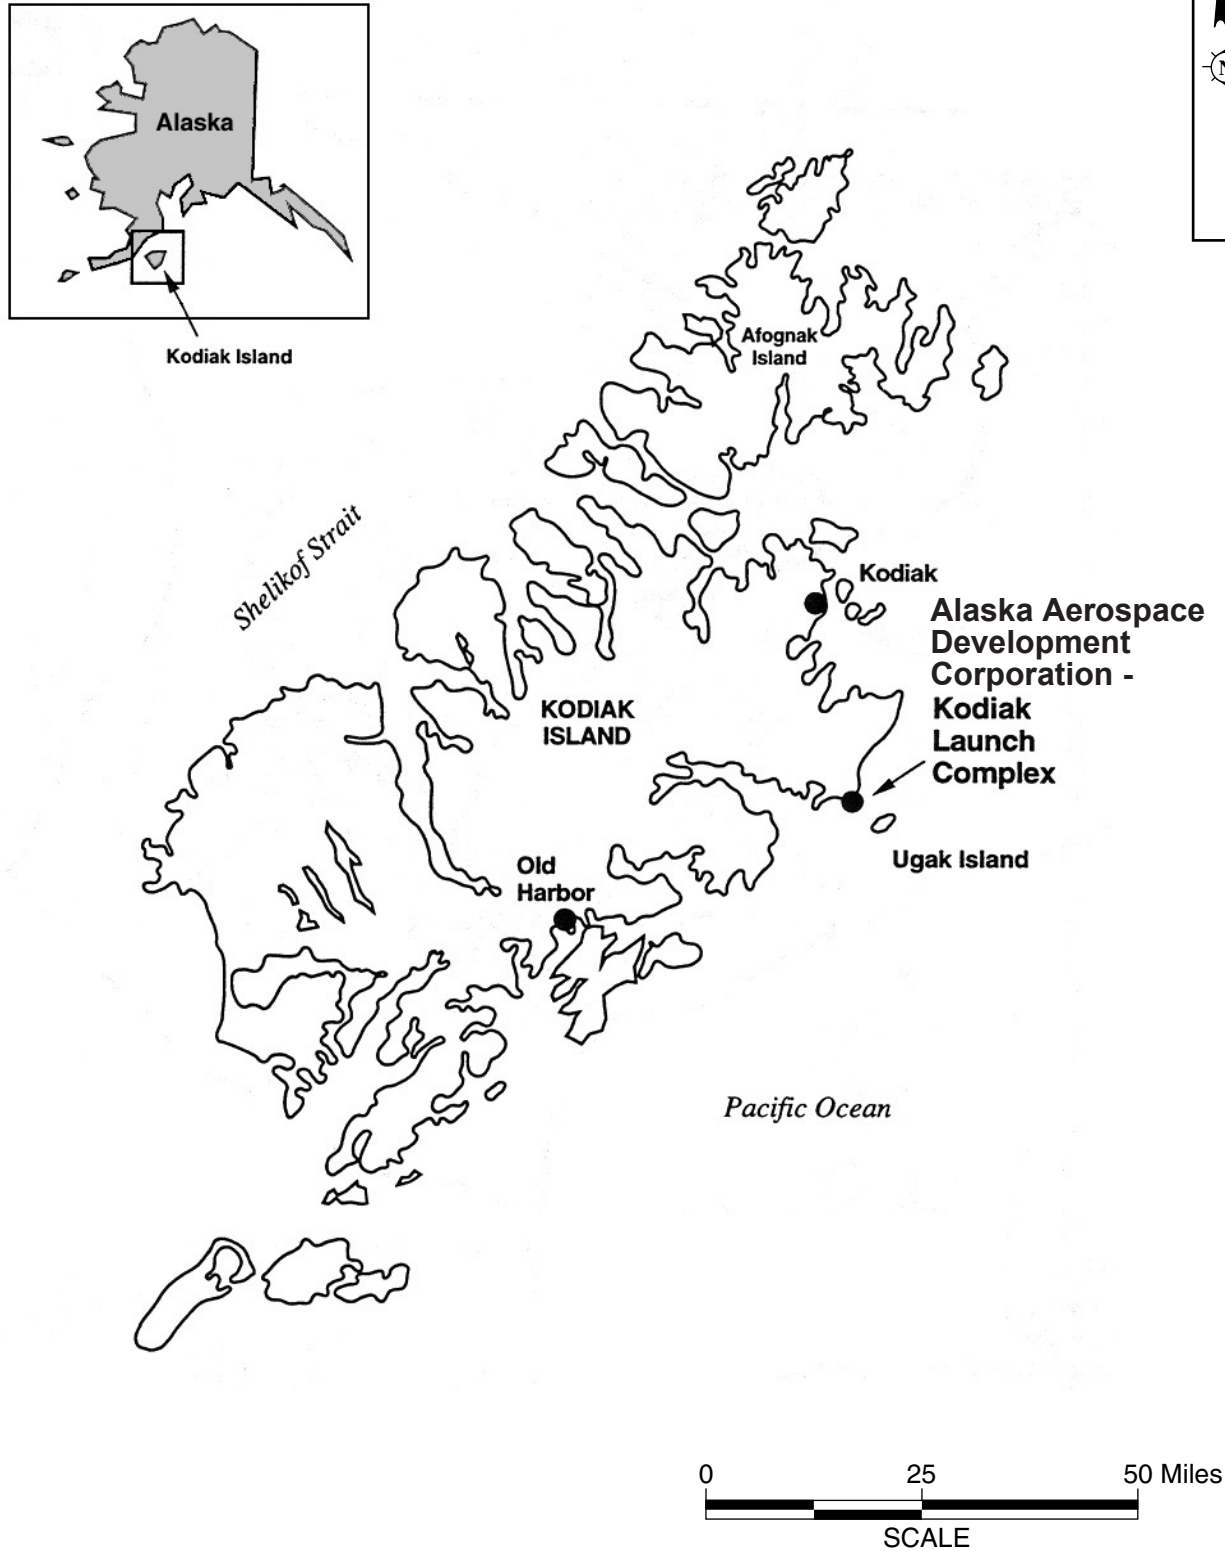 Alaska
Kodiak Island
N
Afognak
Island
Shelikof Strait
Kodiak
Alaska Aerospace
Development
Corporation -
Kodiak
Launch
Complex
KODIAK
ISLAND
Ugak Island
Old
Harbor
Pacific Ocean
0 25 50 Miles
SCALE